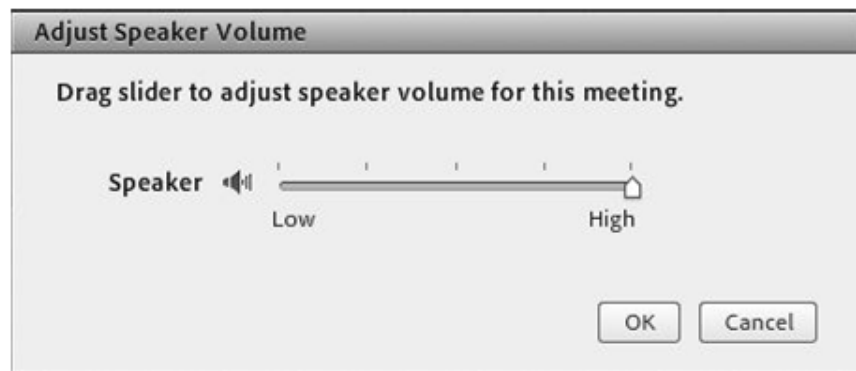 Adjust Speaker Volume
Drag slider to adjust speaker volume for this meeting.
Speaker
Low High
OK Cancel